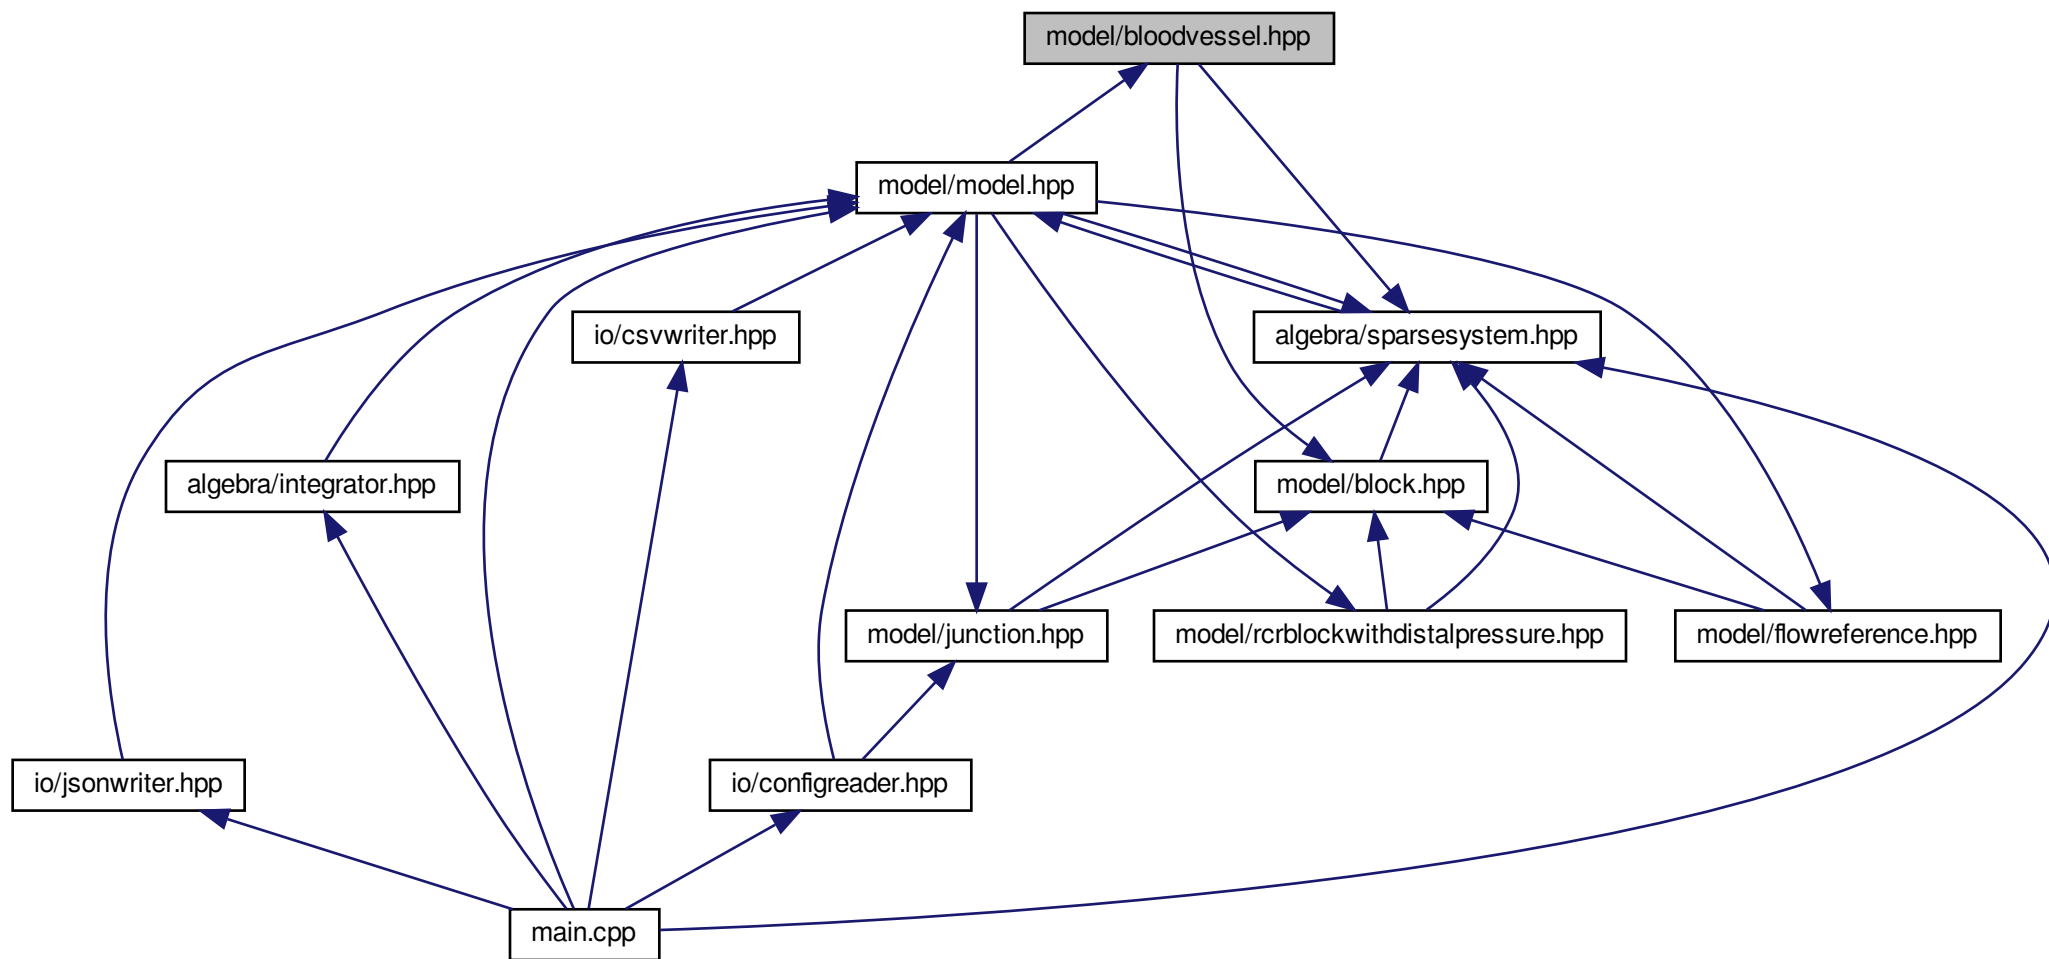 model/bloodvessel.hpp
model/model.hpp
io/csvwriter.hpp
algebra/sparsesystem.hpp
algebra/integrator.hpp
model/block.hpp
model/junction.hpp
model/rcrblockwithdistalpressure.hpp
model/flowreference.hpp
io/jsonwriter.hpp
io/configreader.hpp
main.cpp